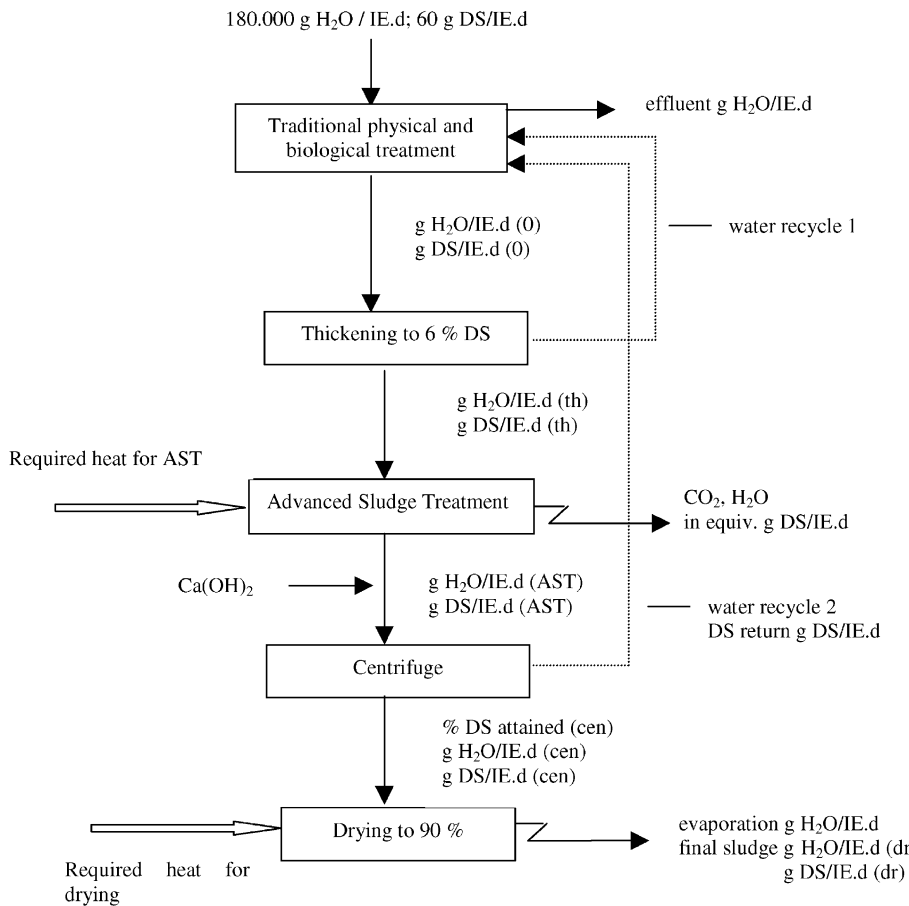 180.000 g H₂O / IE.d; 60 g DS/IE.d
effluent g H₂O/IE.d
Traditional physical and
biological treatment
g H₂O/IE.d (0)
g DS/IE.d (0)
water recycle 1
Thickening to 6 % DS
g H₂O/IE.d (th)
g DS/IE.d (th)
Required heat for AST
Advanced Sludge Treatment
CO₂, H₂O
in equiv. g DS/IE.d
Ca(OH)₂
g H₂O/IE.d (AST)
g DS/IE.d (AST)
water recycle 2
DS return g DS/IE.d
Centrifuge
% DS attained (cen)
g H₂O/IE.d (cen)
g DS/IE.d (cen)
Drying to 90 %
evaporation g H₂O/IE.d
final sludge g H₂O/IE.d (dr
g DS/IE.d (dr)
Required heat for
drying